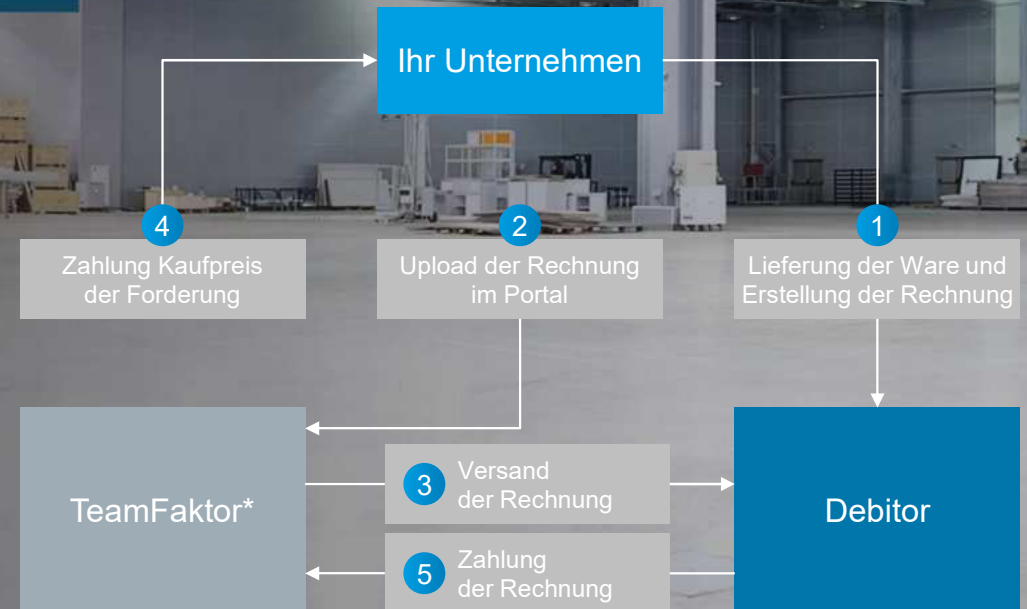 Ihr Unternehmen
4
Zahlung Kaufpreis
der Forderung
2
Upload der Rechnung
im Portal
1
Lieferung der Ware und
Erstellung der Rechnung
TeamFaktor*
3
Versand
der Rechnung
5
Zahlung
der Rechnung
Debitor